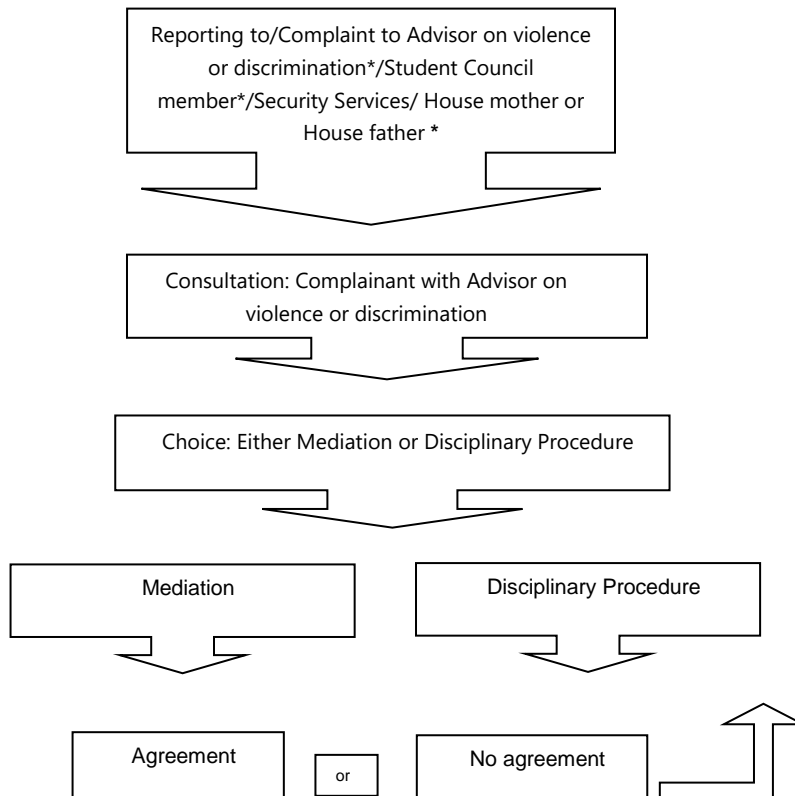 Reporting to/Complaint to Advisor on violence
or discrimination*/Student Council
member*/Security Services/ House mother or
House father *
Consultation: Complainant with Advisor on
violence or discrimination
Choice: Either Mediation or Disciplinary Procedure
Mediation
Disciplinary Procedure
Agreement
or
No agreement